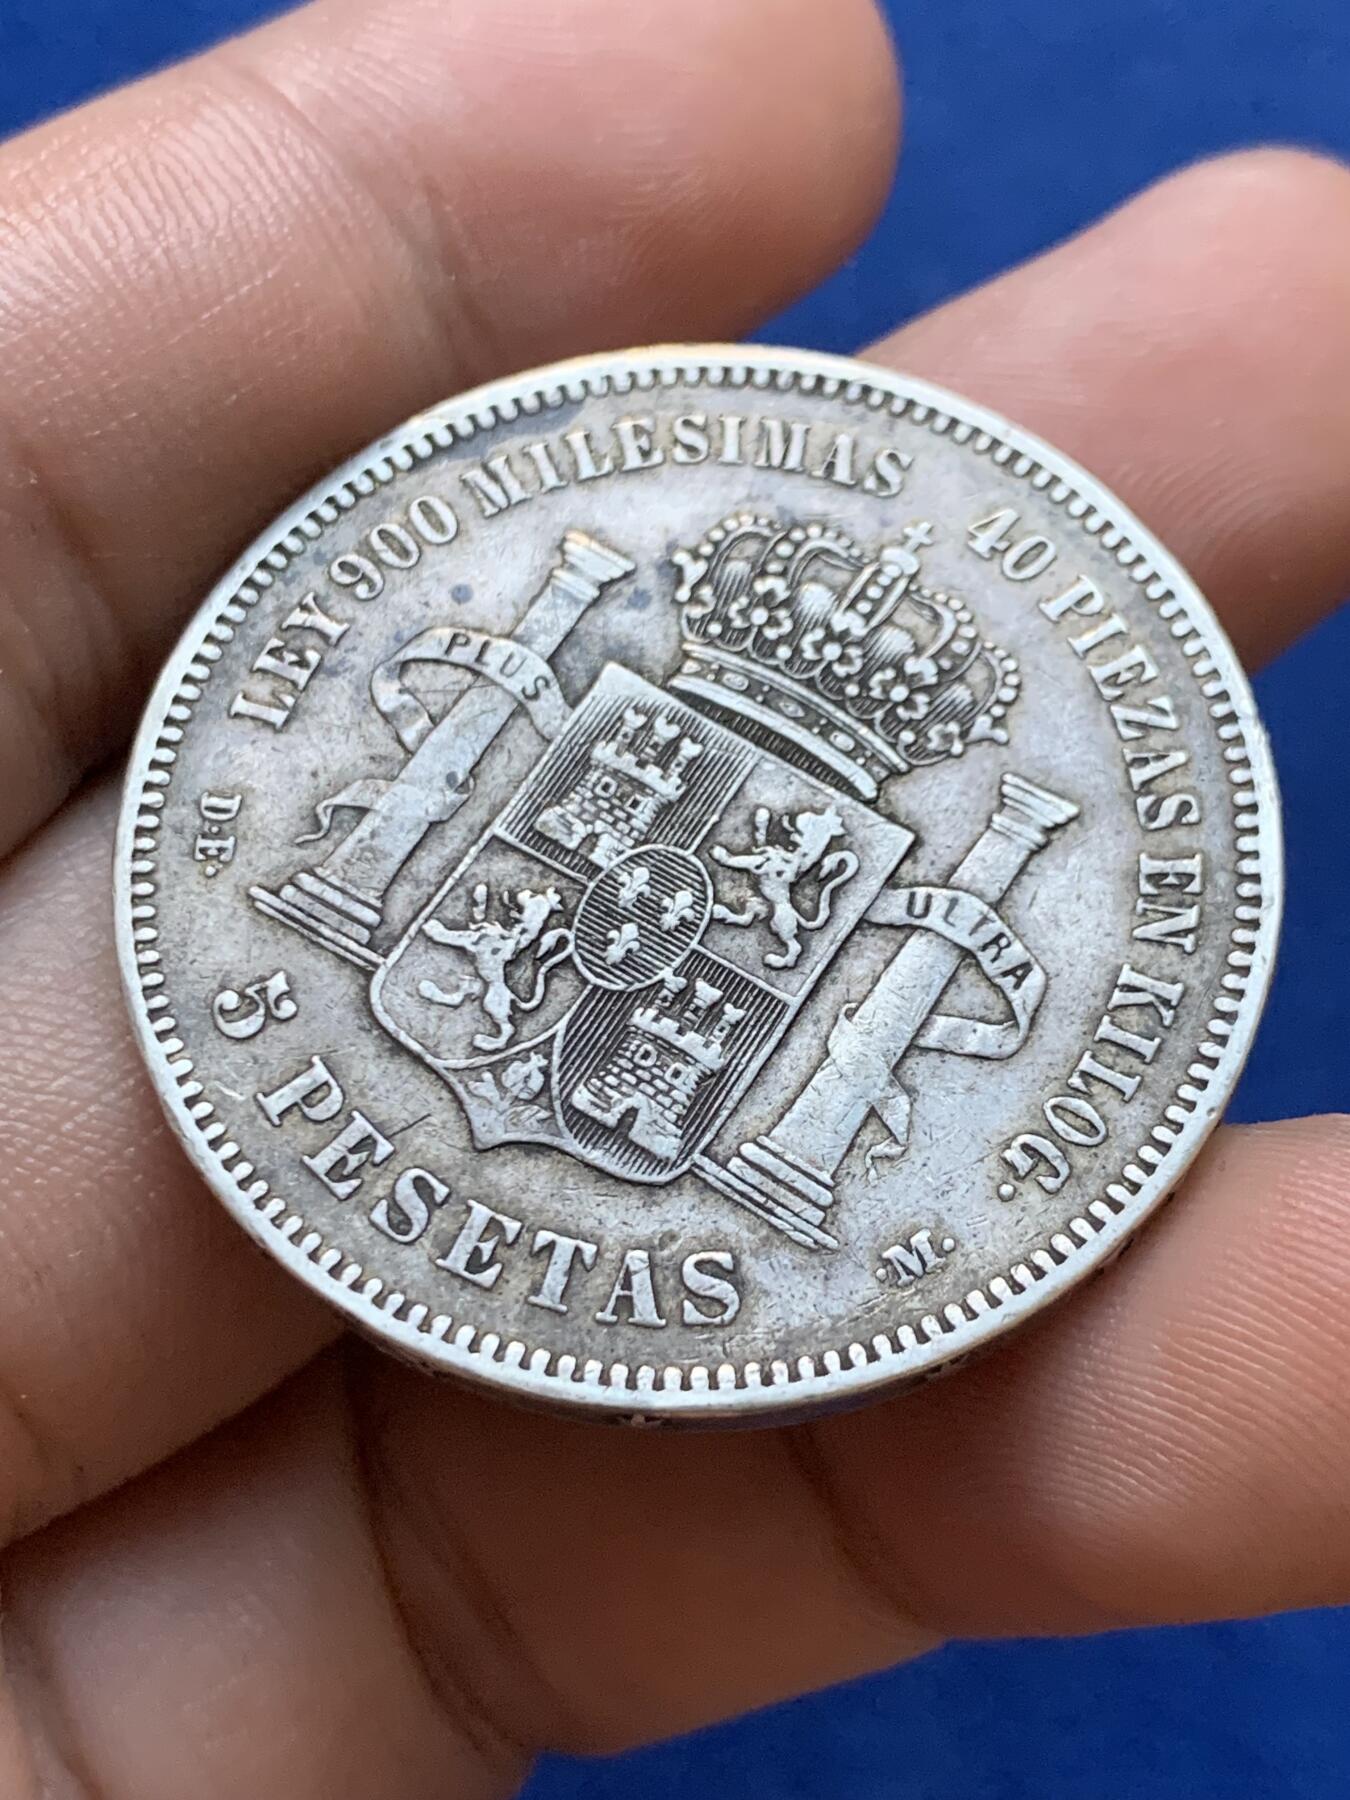 LEY 900 MILESIMAS 40 PIEZAS EN KILOG.
PLUS
ULTRA
D·E·
5 PESETAS
·M.